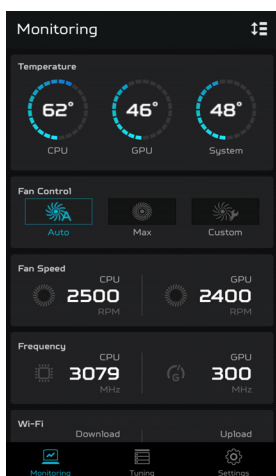 Monitoring
Temperature
62° 46° 48°
CPU GPU System
Fan Control
Auto Max Custom
Fan Speed
CPU GPU
2500 2400
RPM RPM
Frequency
CPU GPU
G
3079 300
MHz MHz
Wi-Fi
Download Upload
Monitoring Tuning Settings